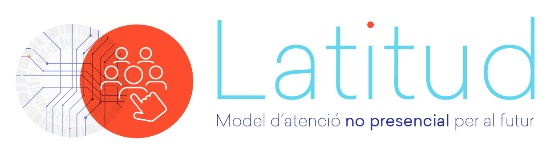 Latitud
Model d'atenció no presencial per al futur